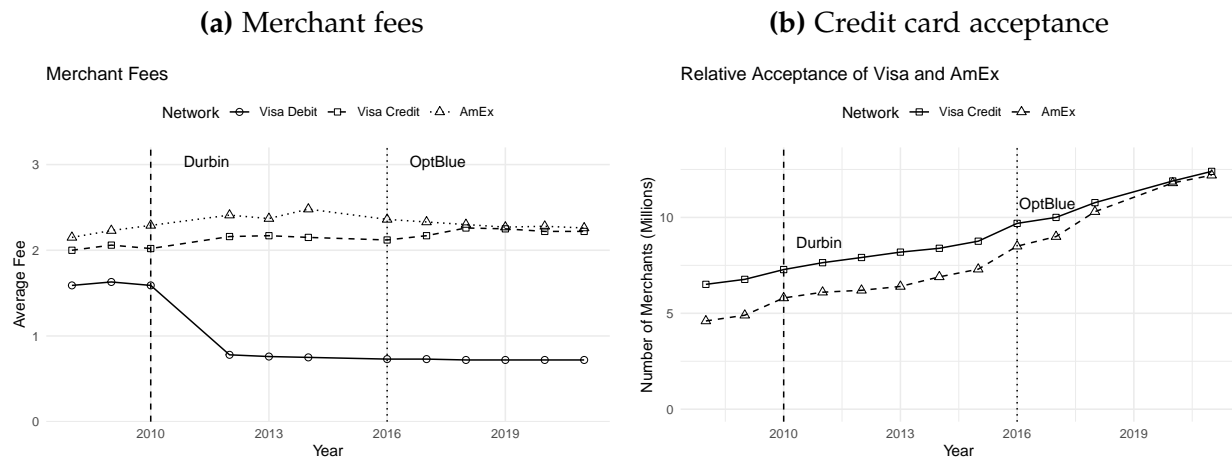 (a) Merchant fees
Merchant Fees
Network Visa Debit Visa Credit AmEx
Durbin OptBlue
3
2
1
0
Average Fee
2010 2013 2016 2019
Year
(b) Credit card acceptance
Relative Acceptance of Visa and AmEx
Network Visa Credit AmEx
OptBlue
Durbin
10
5
0
Number of Merchants (Millions)
2010 2013 2016 2019
Year